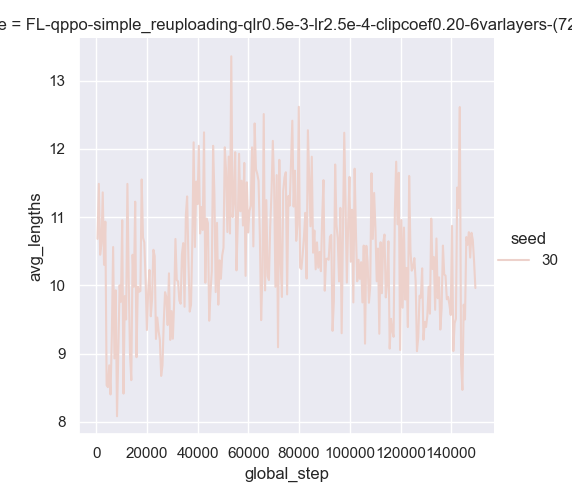 e = FL-qppo-simple_reuploading-qlr0.5e-3-lr2.5e-4-clipcoef0.20-6varlayers-(72
13
12
11
10
9
8
avg_lengths
0 20000 40000 60000 80000 100000 120000 140000
global_step
seed
30